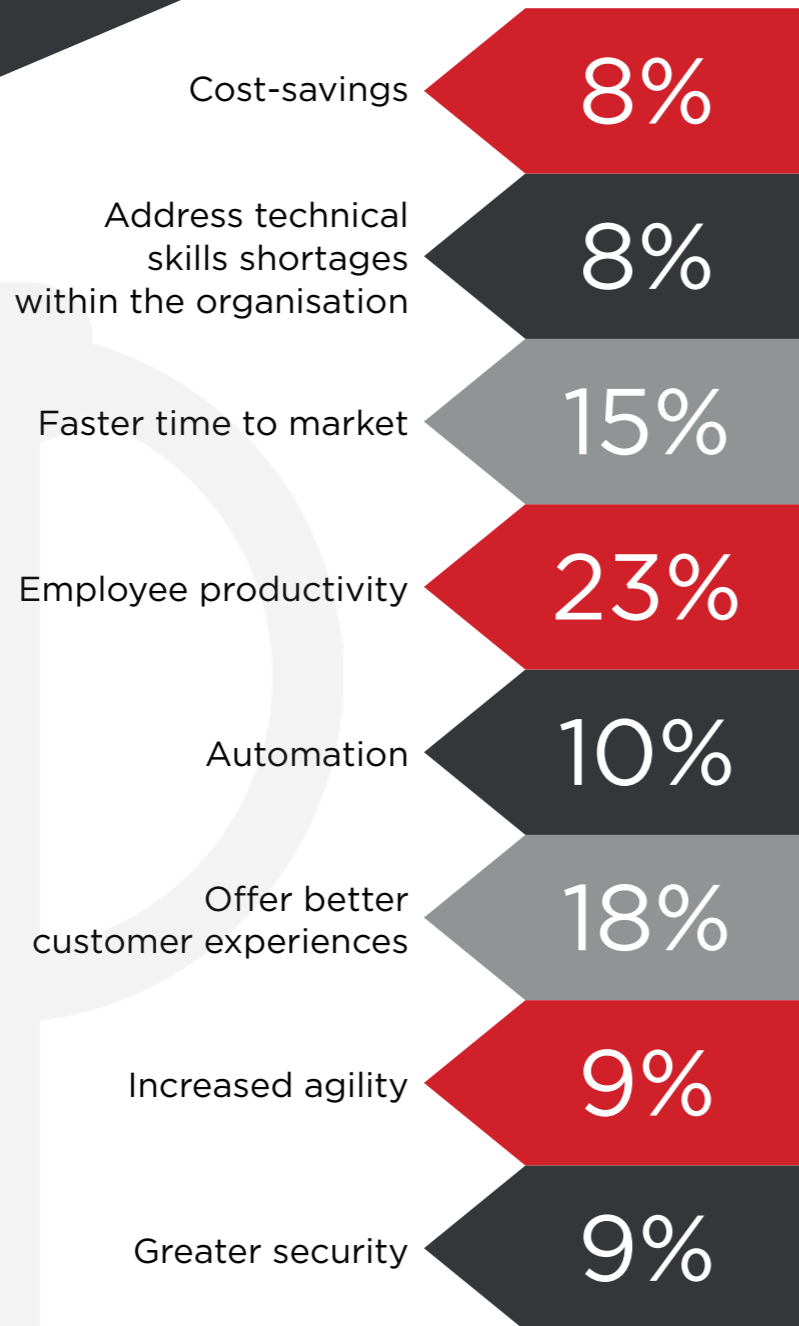 Cost-savings
8%
Address technical
skills shortages
within the organisation
8%
Faster time to market
15%
Employee productivity
23%
Automation
10%
Offer better
customer experiences
18%
Increased agility
9%
Greater security
9%